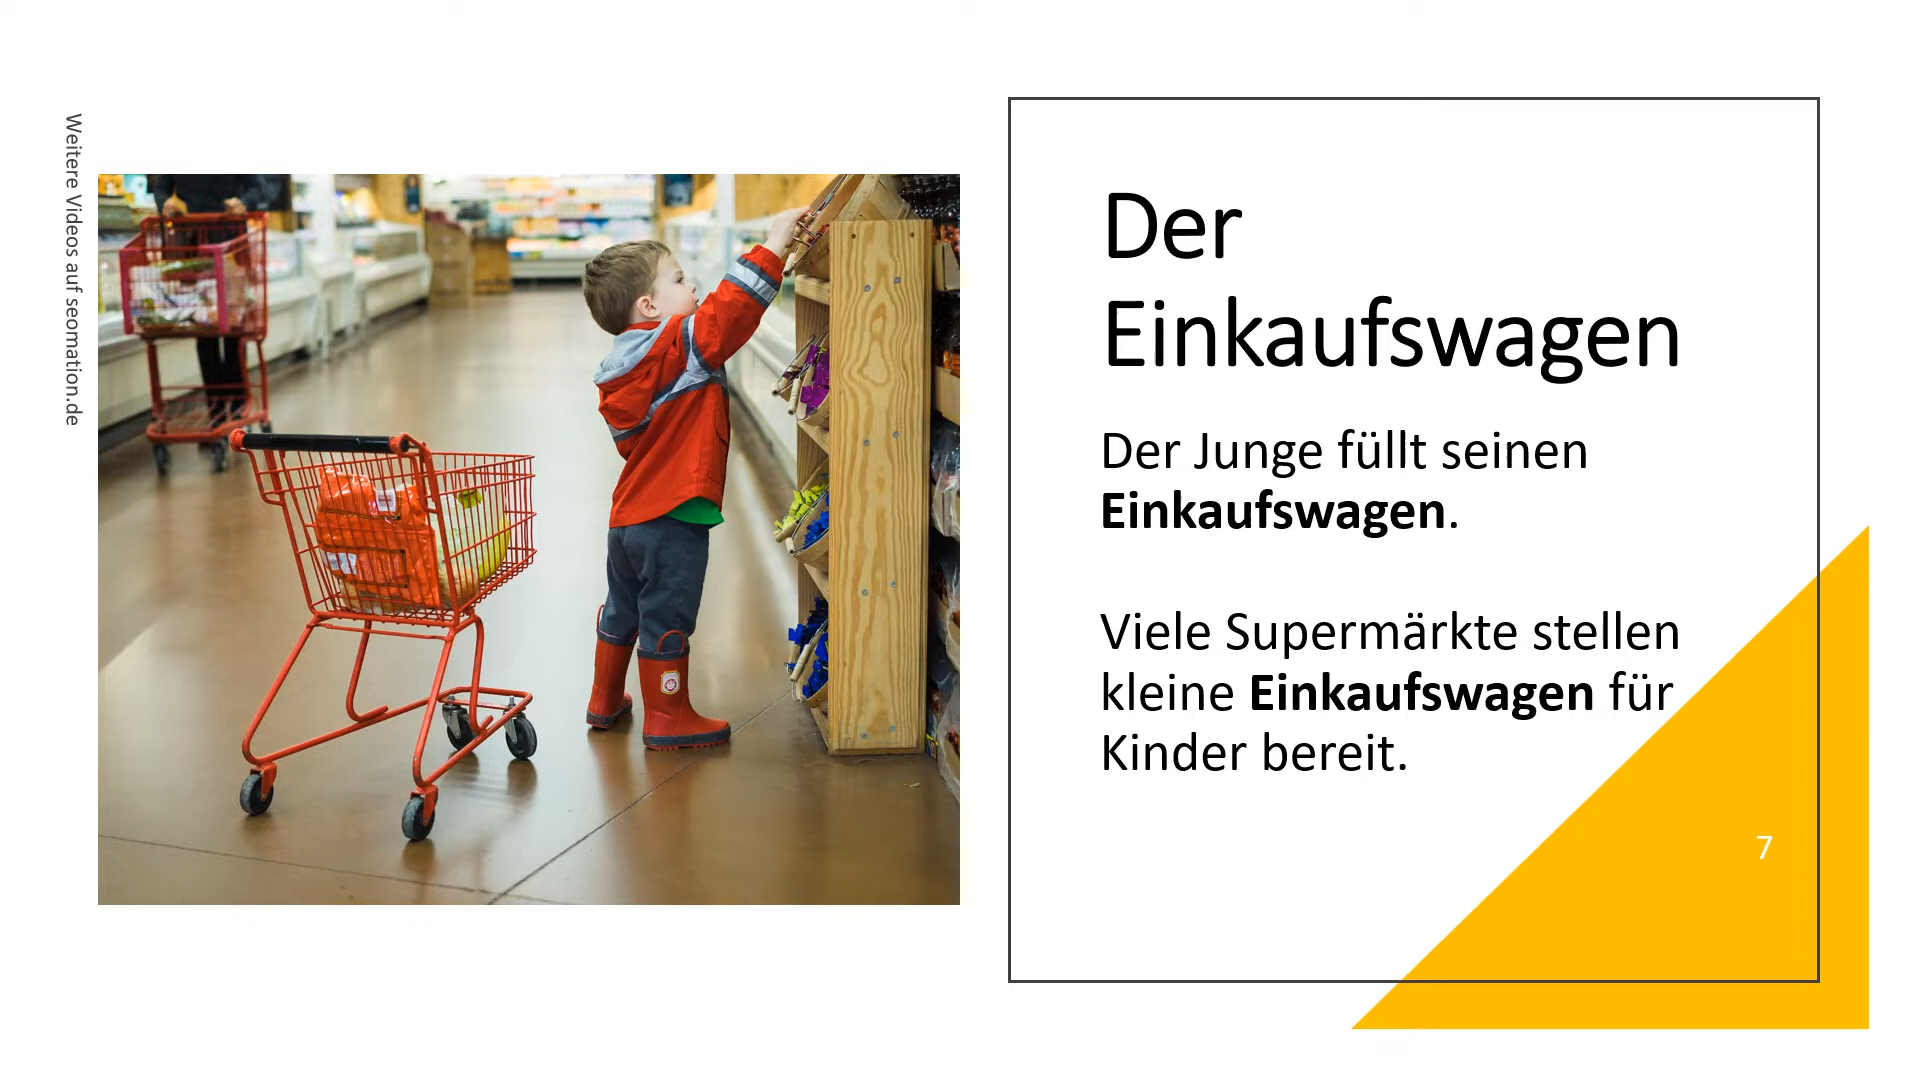 Weitere Videos auf seomation.de
Der
Einkaufswagen
Der Junge füllt seinen
Einkaufswagen.
Viele Supermärkte stellen
kleine Einkaufswagen für
Kinder bereit.
7